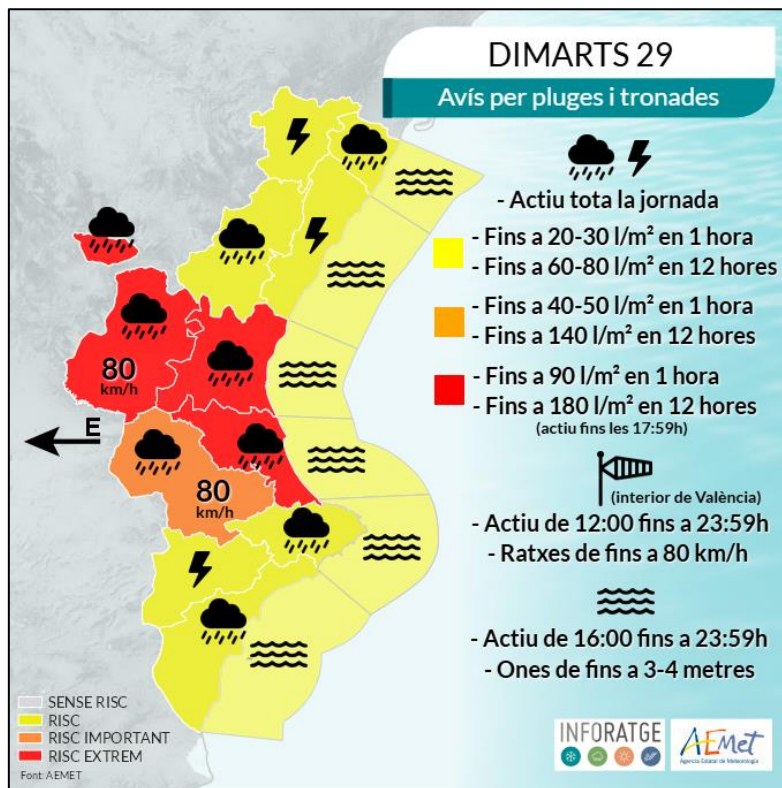 DIMARTS 29
Avís per pluges i tronades
- Actiu tota la jornada
- Fins a 20-30 l/m² en 1 hora
- Fins a 60-80 l/m² en 12 hores
- Fins a 40-50 l/m² en 1 hora
- Fins a 140 l/m² en 12 hores
- Fins a 90 l/m² en 1 hora
- Fins a 180 l/m² en 12 hores
(actiu fins les 17:59h)
(interior de València)
- Actiu de 12:00 fins a 23:59h
- Ratxes de fins a 80 km/h
- Actiu de 16:00 fins a 23:59h
- Ones de fins a 3-4 metres
80
km/h
E
80
km/h
SENSE RISC
RISC
RISC IMPORTANT
RISC EXTREM
Font: AEMET
INFORATGE
AEMet
Agencia Estatal de Meteorología